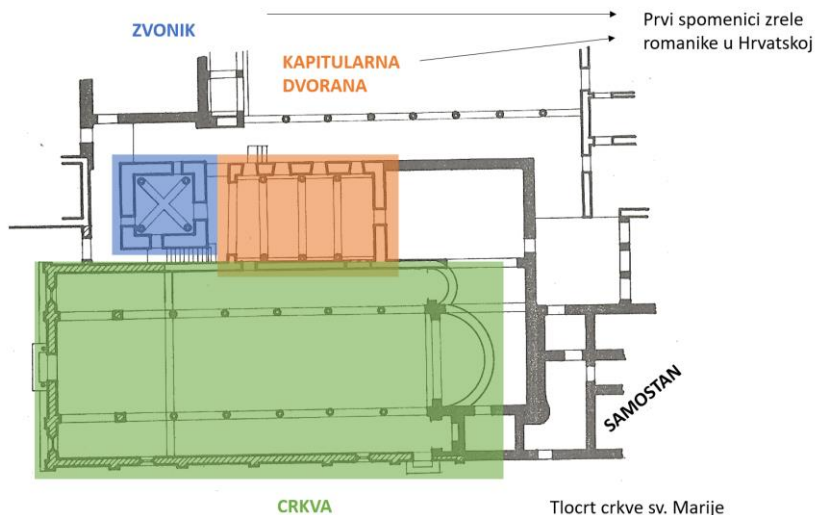 ZVONIK
Prvi spomenici zrele
romanike u Hrvatskoj
KAPITULARNA
DVORANA
SAMOSTAN
CRKVA
Tlocrt crkve sv. Marije